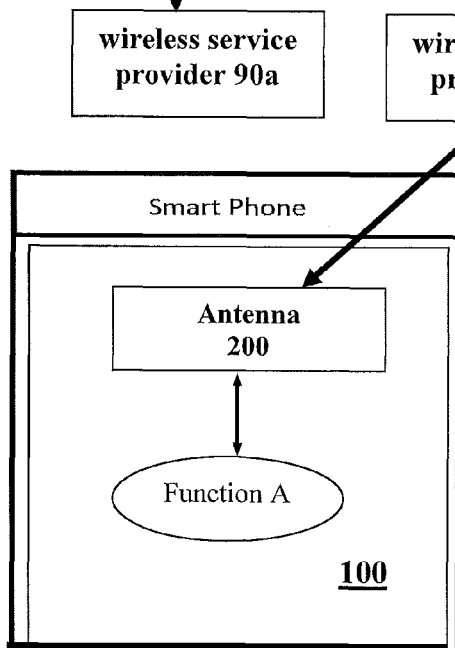 wireless service
provider 90a
Smart Phone
Antenna
200
Function A
100